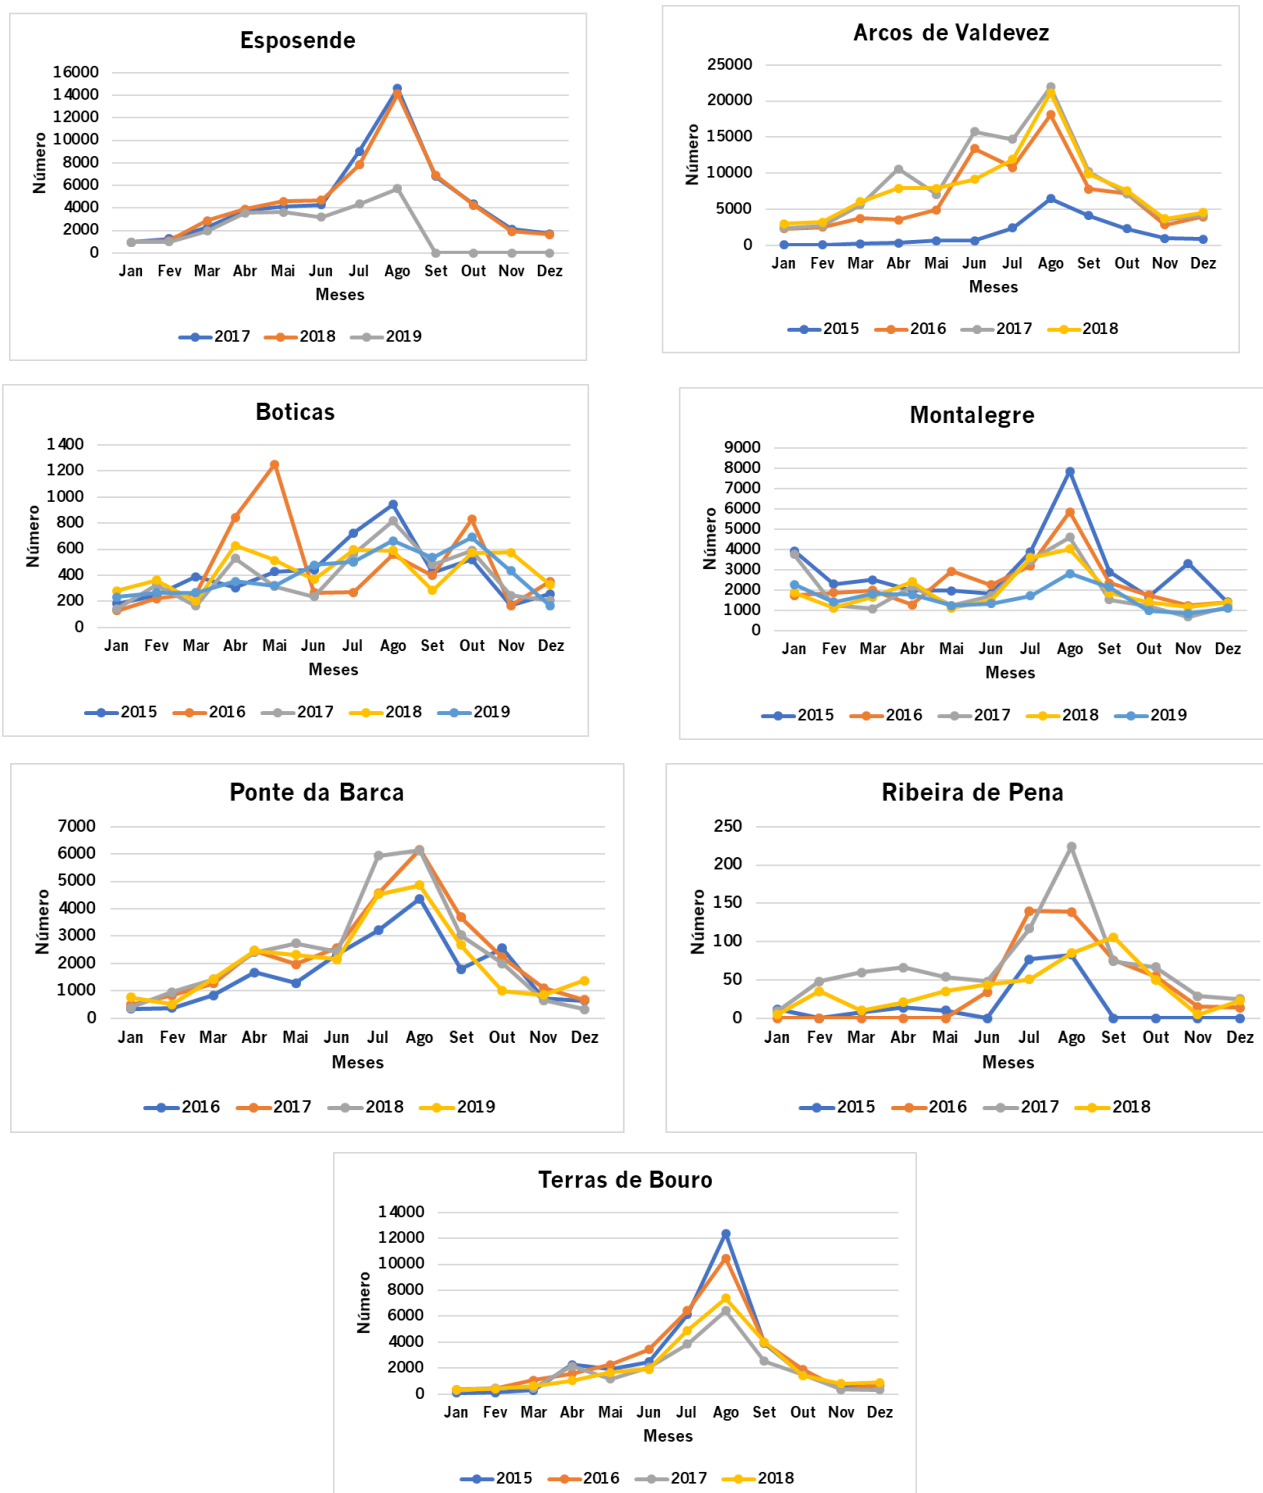 Esposende
16000
14000
12000
10000
8000
6000
4000
2000
0
Número
Jan Fev Mar Abr Mai Jun Jul Ago Set Out Nov Dez
Meses
2017 2018 2019
Arcos de Valdevez
25000
20000
15000
10000
5000
0
Número
Jan Fev Mar Abr Mai Jun Jul Ago Set Out Nov Dez
Meses
2015 2016 2017 2018
Boticas
1400
1200
1000
800
600
400
200
0
Número
Jan Fev Mar Abr Mai Jun Jul Ago Set Out Nov Dez
Meses
2015 2016 2017 2018 2019
Montalegre
9000
8000
7000
6000
5000
4000
3000
2000
1000
0
Número
Jan Fev Mar Abr Mai Jun Jul Ago Set Out Nov Dez
Meses
2015 2016 2017 2018 2019
Ponte da Barca
7000
6000
5000
4000
3000
2000
1000
0
Número
Jan Fev Mar Abr Mai Jun Jul Ago Set Out Nov Dez
Meses
2016 2017 2018 2019
Ribeira de Pena
250
200
150
100
50
0
Número
Jan Fev Mar Abr Mai Jun Jul Ago Set Out Nov Dez
Meses
2015 2016 2017 2018
Terras de Bouro
14000
12000
10000
8000
6000
4000
2000
0
Número
Jan Fev Mar Abr Mai Jun Jul Ago Set Out Nov Dez
Meses
2015 2016 2017 2018